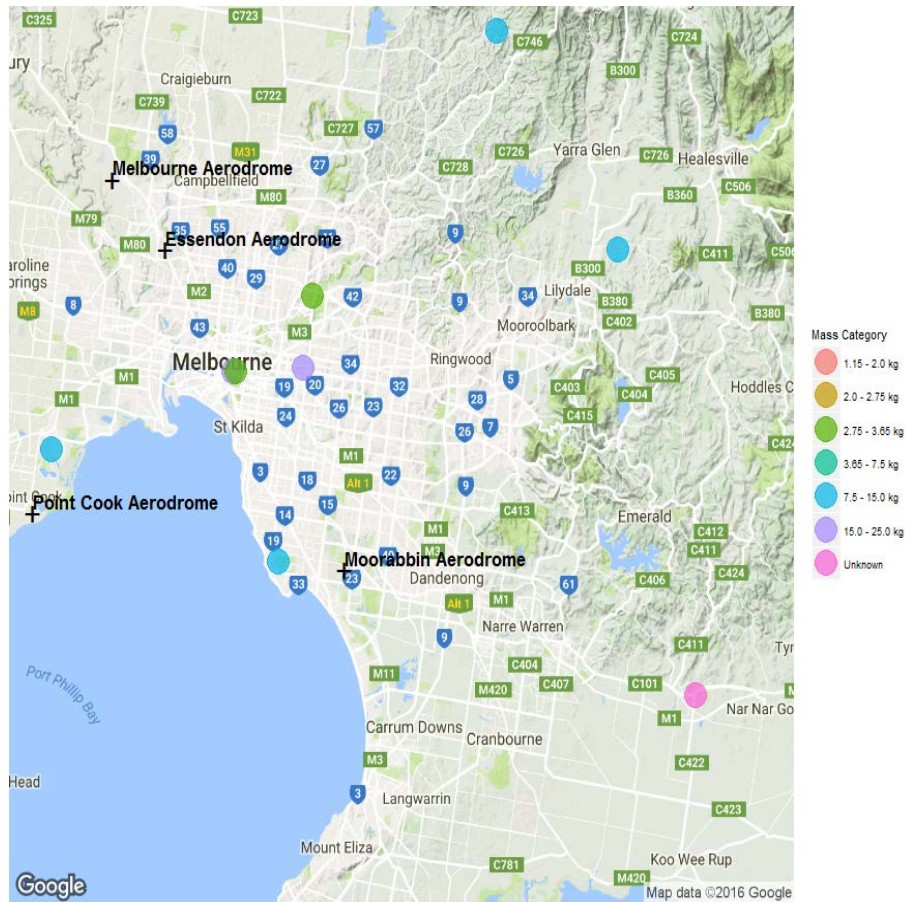 C325
C723
C746
C724
ury
Craigieburn
B300
C739
C722
58
C727
57
M31
C726
Yarra Glen
C726
Healesville
39
27
C728
Melbourne Aerodrome
Campbellfield
C506
M80
B360
M79
35
55
9
M80
Essendon Aerodrome
C411
C506
caroline
rings
40
29
B300
M2
Lilydale
M8
8
42
9
34
B380
B380
43
M3
Mooroolbark
C402
Melbourne
Ringwood
34
M1
19
20
32
5
C403
C405
Hoddles C
M1
24
26
23
28
C404
C415
St Kilda
26
7
C424
M1
3
18
Alt 1
22
9
Point Cook Aerodrome
15
14
C413
Emerald
C412
M1
19
M3
C411
Moorabbin Aerodrome
23
Dandenong
C406
C424
33
61
Alt 1
M1
Narre Warren
9
C411
Ty
C404
Port Phillip Bay
M11
M420
C407
C101
M
Nar Nar Go
M1
Carrum Downs
Cranbourne
M3
C422
Head
3
Langwarrin
C423
Mount Eliza
C781
Koo Wee Rup
M420
Google
Map data ©2016 Google
Mass Category
1.15 - 2.0 kg
2.0 - 2.75 kg
2.75 - 3.65 kg
3.65 - 7.5 kg
7.5 - 15.0 kg
15.0 - 25.0 kg
Unknown